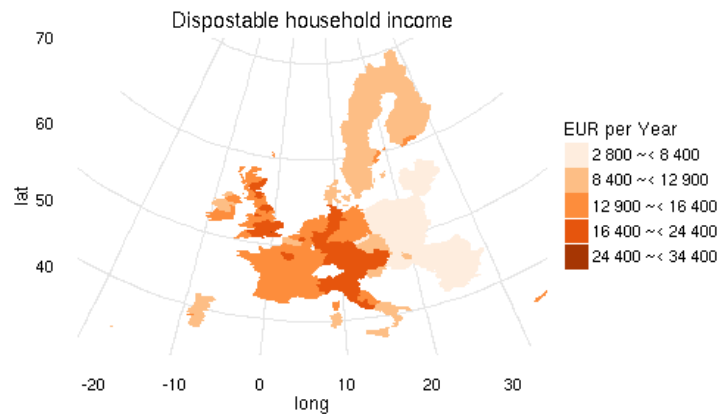 Dispostable household income
70
60
50
40
lat
-20
-10
0
10
20
30
long
EUR per Year
2 800 ~< 8 400
8 400 ~< 12 900
12 900 ~< 16 400
16 400 ~< 24 400
24 400 ~< 34 400